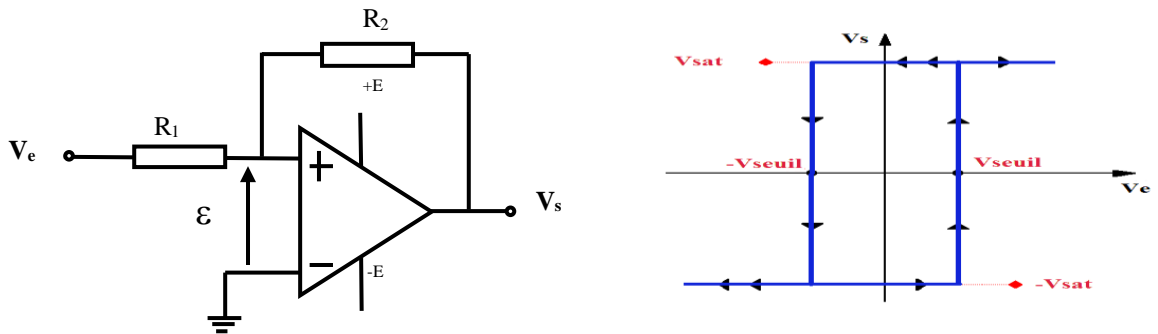 R₂
+E
R₁
Vₑ
ε
+
−
Vₛ
-E
Vs
Vsat
-Vseuil
Vseuil
Ve
-Vsat